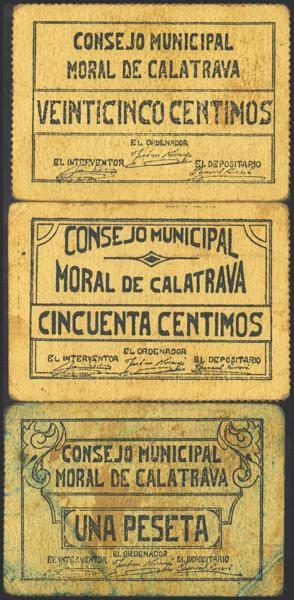 CONSEJO MUNICIPAL
MORAL DE CALATRAVA
VEINTICINCO CENTIMOS
EL ORDENADOR
EL INTERVENTOR
EL DEPOSITARIO
CONSEJO MUNICIPAL
MORAL DE CALATRAVA
CINCUENTA CENTIMOS
EL ORDENADOR
EL INTERVENTOR
EL DEPOSITARIO
CONSEJO MUNICIPAL
MORAL DE CALATRAVA
UNA PESETA
EL ORDENADOR
EL INTERVENTOR
EL DEPOSITARIO